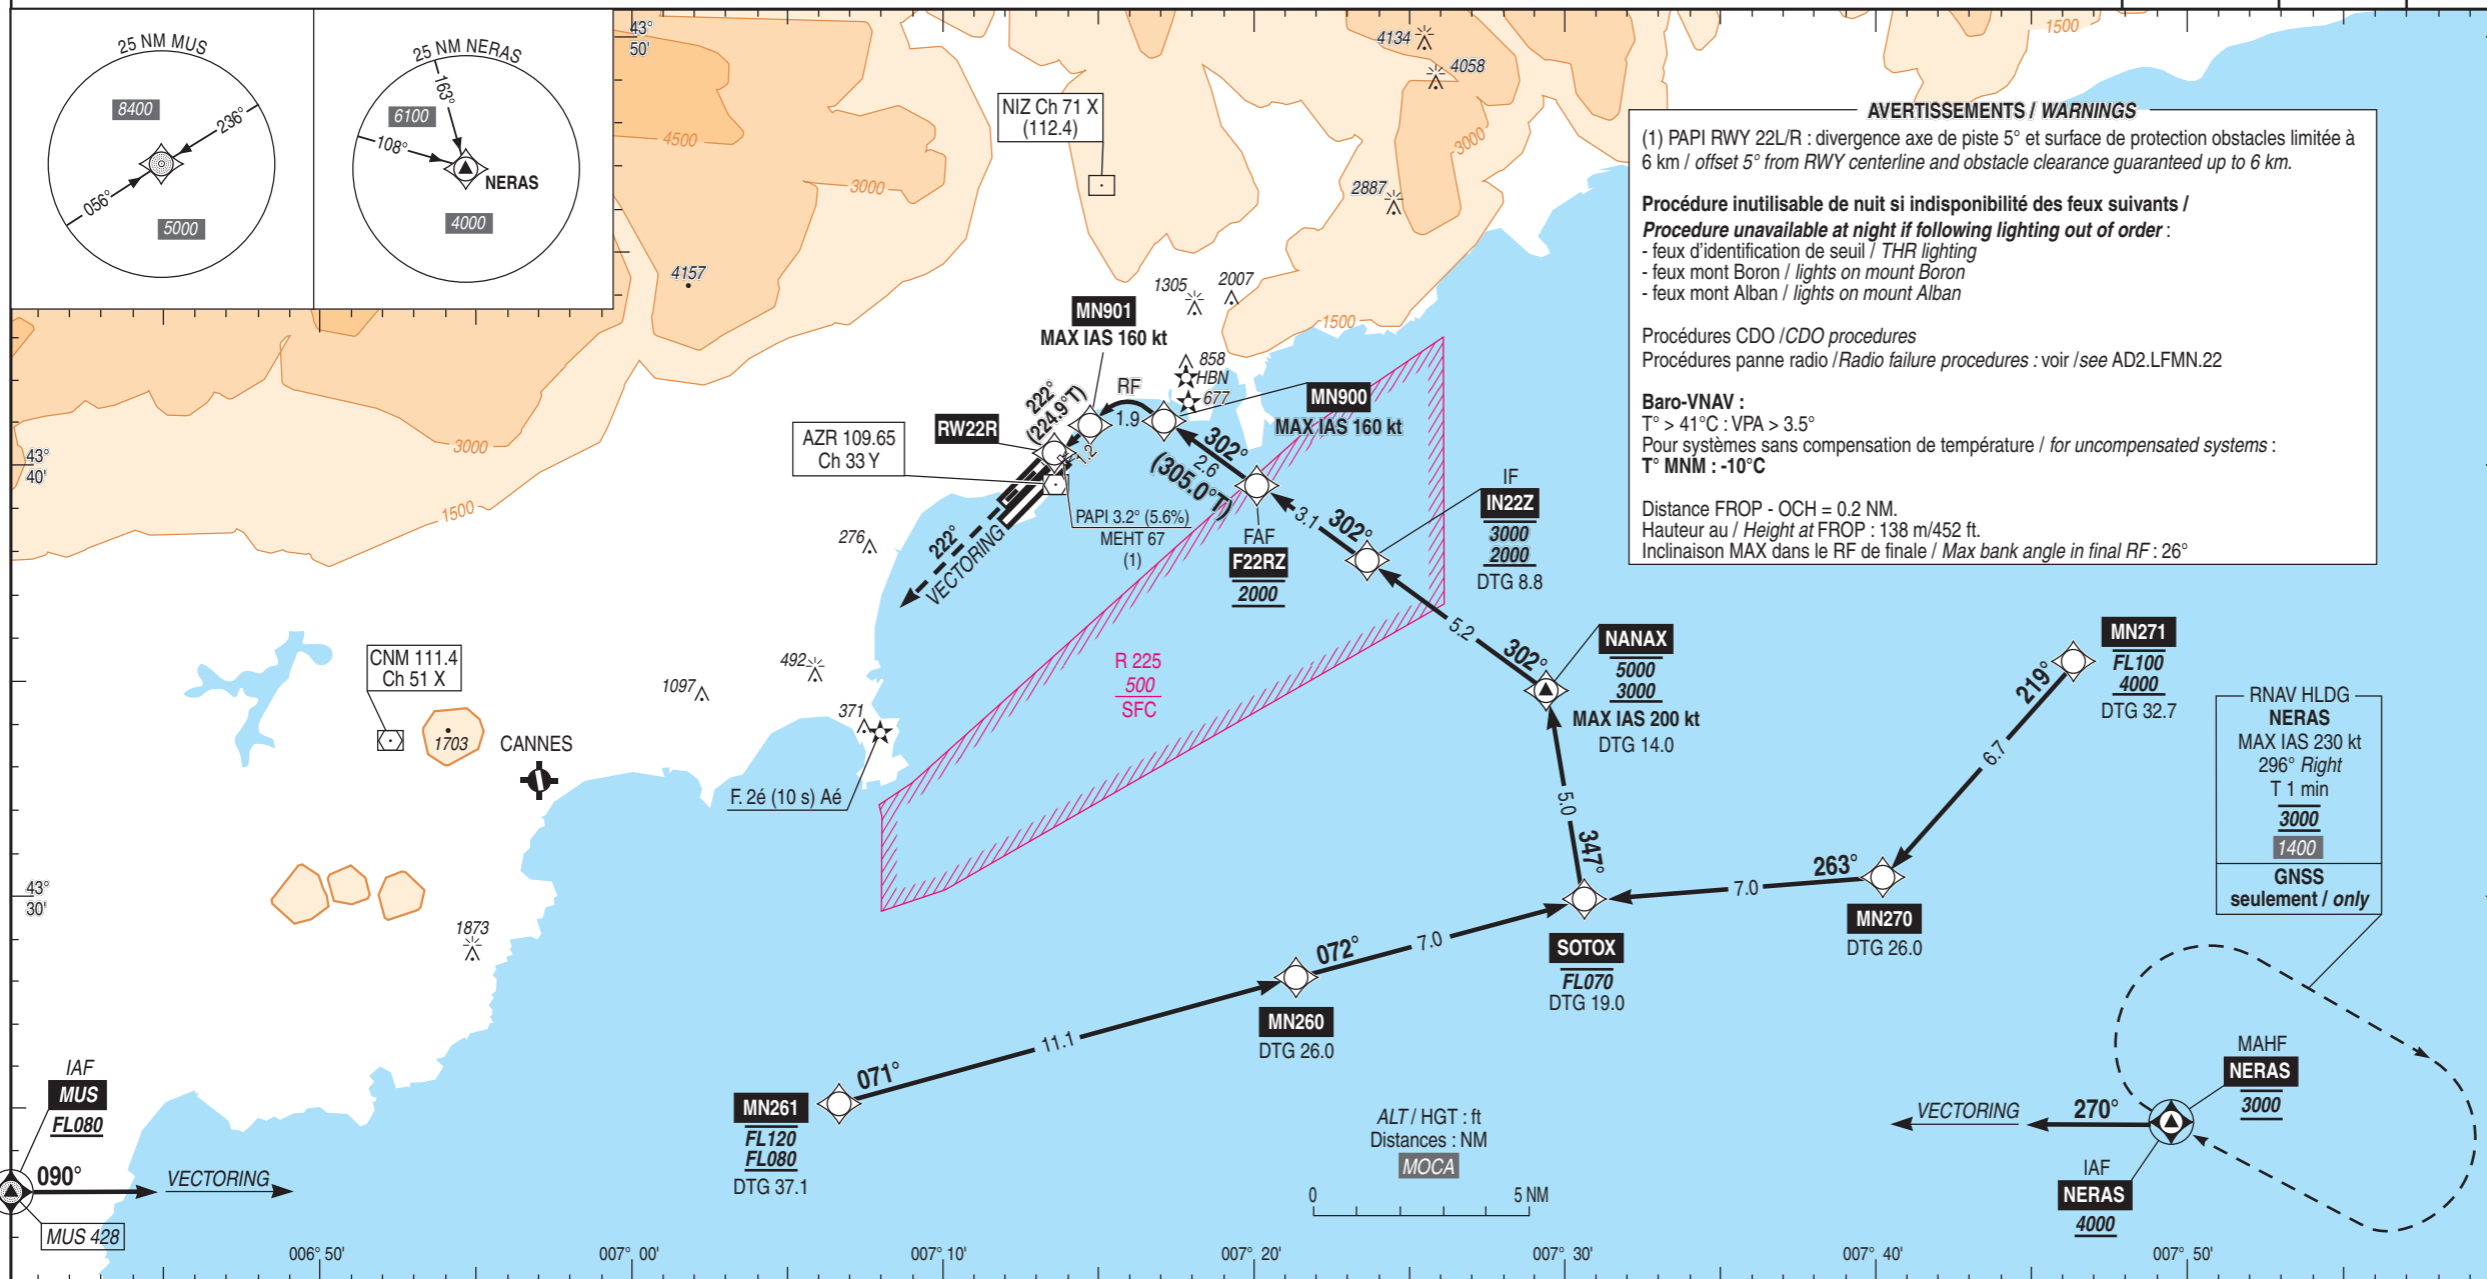 25 NM MUS
8400
236°
056°
5000
25 NM NERAS
163°
6100
108°
NERAS
4000
43°
50'
4500
3000
4157
3000
1500
43°
40'
NIZ Ch 71 X
(112.4)
4134
4058
3000
2887
1500
1500
1305
2007
858
HBN
677
AVERTISSEMENTS / WARNINGS
(1) PAPI RWY 22L/R : divergence axe de piste 5° et surface de protection obstacles limitée à
6 km / offset 5° from RWY centerline and obstacle clearance guaranteed up to 6 km.
Procédure inutilisable de nuit si indisponibilité des feux suivants /
Procedure unavailable at night if following lighting out of order :
- feux d'identification de seuil / THR lighting
- feux mont Boron / lights on mount Boron
- feux mont Alban / lights on mount Alban
Procédures CDO /CDO procedures
Procédures panne radio /Radio failure procedures : voir /see AD2.LFMN.22
Baro-VNAV :
T° > 41°C : VPA > 3.5°
Pour systèmes sans compensation de température / for uncompensated systems :
T° MNM : -10°C
Distance FROP - OCH = 0.2 NM.
Hauteur au / Height at FROP : 138 m/452 ft.
Inclinaison MAX dans le RF de finale / Max bank angle in final RF : 26°
MN901
MAX IAS 160 kt
RF
1.9
222°
(224.9°T)
1.2
RW22R
AZR 109.65
Ch 33 Y
MN900
MAX IAS 160 kt
302°
2.6
(305.0°T)
PAPI 3.2° (5.6%)
MEHT 67
(1)
222°
VECTORING
FAF
F22RZ
2000
3.1
302°
IF
IN22Z
3000
2000
DTG 8.8
5.2
302°
NANAX
5000
3000
MAX IAS 200 kt
DTG 14.0
5.0
347°
MN271
FL100
4000
DTG 32.7
219°
6.7
263°
7.0
MN270
DTG 26.0
SOTOX
FL070
DTG 19.0
072°
7.0
MN260
DTG 26.0
11.1
071°
MN261
FL120
FL080
DTG 37.1
R 225
500
SFC
276
492
1097
371
F. 2é (10 s) Aé
CNM 111.4
Ch 51 X
1703
CANNES
43°
30'
1873
RNAV HLDG
NERAS
MAX IAS 230 kt
296° Right
T 1 min
3000
1400
GNSS
seulement / only
MAHF
NERAS
3000
270°
VECTORING
IAF
NERAS
4000
IAF
MUS
FL080
090°
VECTORING
MUS 428
ALT / HGT : ft
Distances : NM
MOCA
0 5 NM
006° 50' 007° 00' 007° 10' 007° 20' 007° 30' 007° 40' 007° 50'